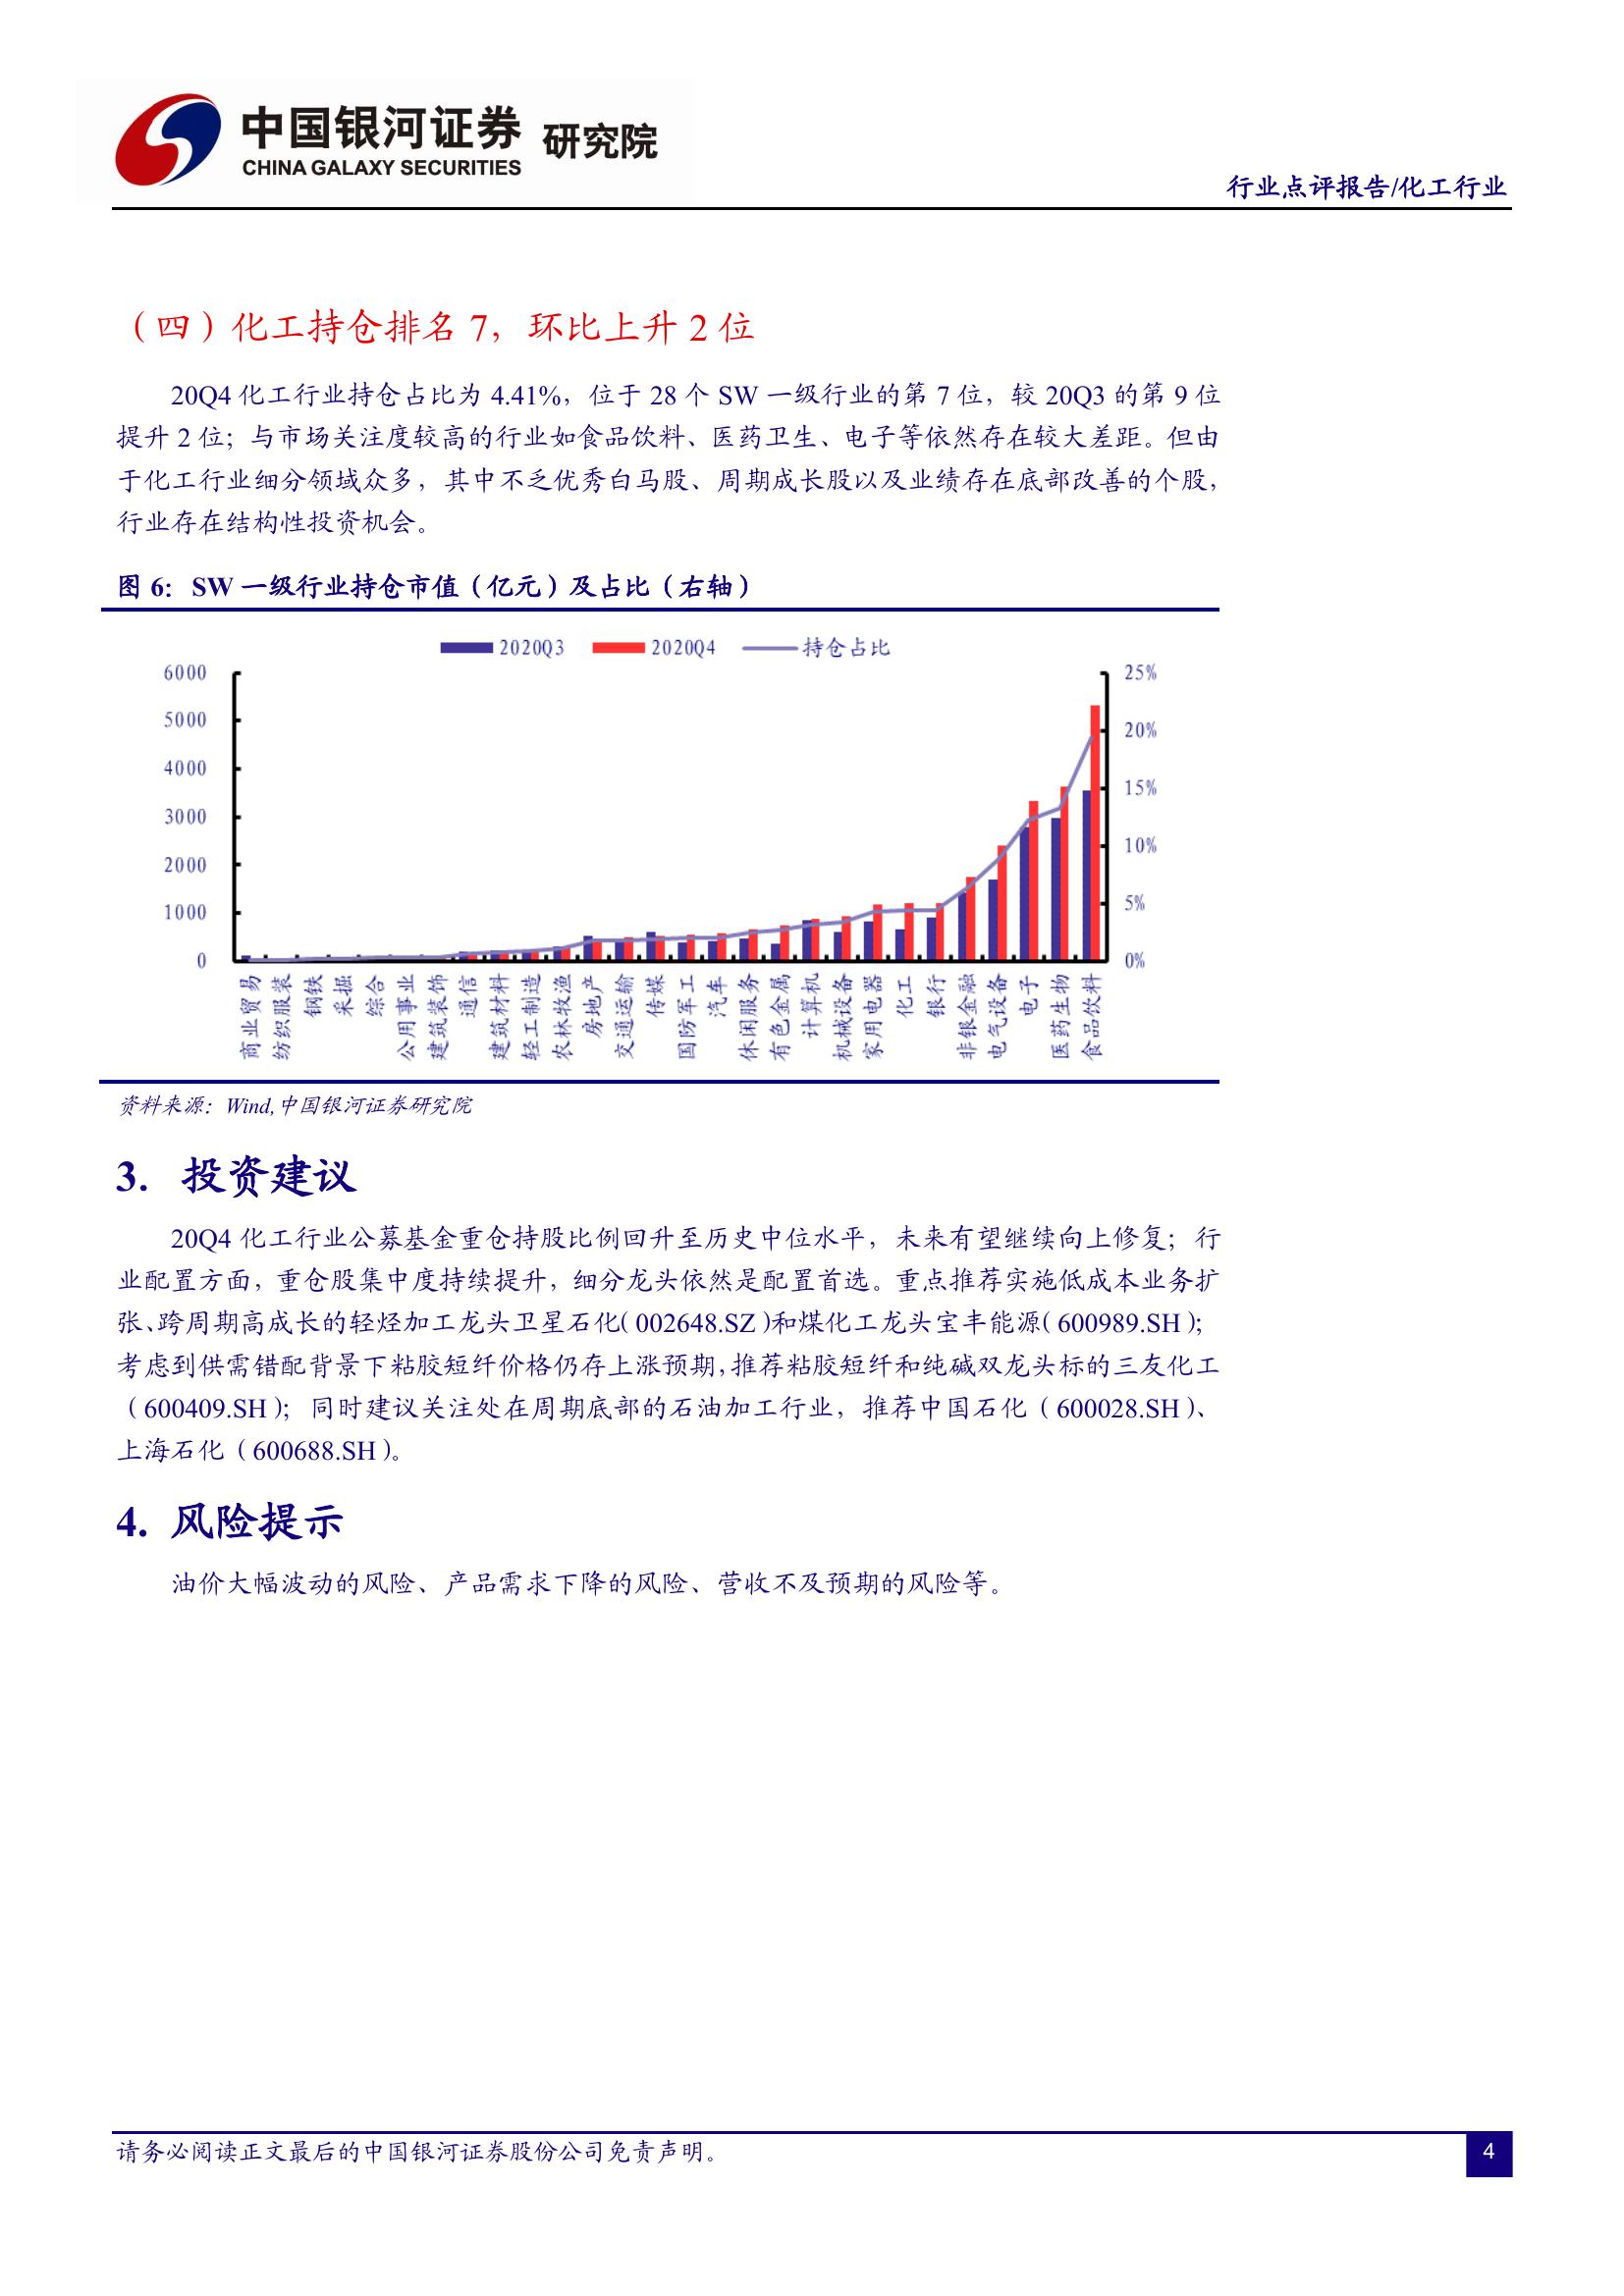 中国银河证券 研究院
CHINA GALAXY SECURITIES
行业点评报告/化工行业
（四）化工持仓排名 7，环比上升 2 位
20Q4 化工行业持仓占比为 4.41%，位于 28 个 SW 一级行业的第 7 位，较 20Q3 的第 9 位
提升 2 位；与市场关注度较高的行业如食品饮料、医药卫生、电子等依然存在较大差距。但由
于化工行业细分领域众多，其中不乏优秀白马股、周期成长股以及业绩存在底部改善的个股，
行业存在结构性投资机会。
图 6：SW 一级行业持仓市值（亿元）及占比（右轴）
2020Q3 2020Q4 持仓占比
6000
5000
4000
3000
2000
1000
0
25%
20%
15%
10%
5%
0%
商业贸易
纺织服装
钢铁
采掘
综合
公用事业
建筑装饰
通信
建筑材料
轻工制造
农林牧渔
房地产
交通运输
传媒
国防军工
汽车
休闲服务
有色金属
计算机
机械设备
家用电器
化工
银行
非银金融
电气设备
电子
医药生物
食品饮料
资料来源：Wind,中国银河证券研究院
3. 投资建议
20Q4 化工行业公募基金重仓持股比例回升至历史中位水平，未来有望继续向上修复；行
业配置方面，重仓股集中度持续提升，细分龙头依然是配置首选。重点推荐实施低成本业务扩
张、跨周期高成长的轻烃加工龙头卫星石化（002648.SZ）和煤化工龙头宝丰能源（600989.SH）；
考虑到供需错配背景下粘胶短纤价格仍存上涨预期，推荐粘胶短纤和纯碱双龙头标的三友化工
（600409.SH）；同时建议关注处在周期底部的石油加工行业，推荐中国石化（600028.SH）、
上海石化（600688.SH）。
4. 风险提示
油价大幅波动的风险、产品需求下降的风险、营收不及预期的风险等。
请务必阅读正文最后的中国银河证券股份公司免责声明。
4